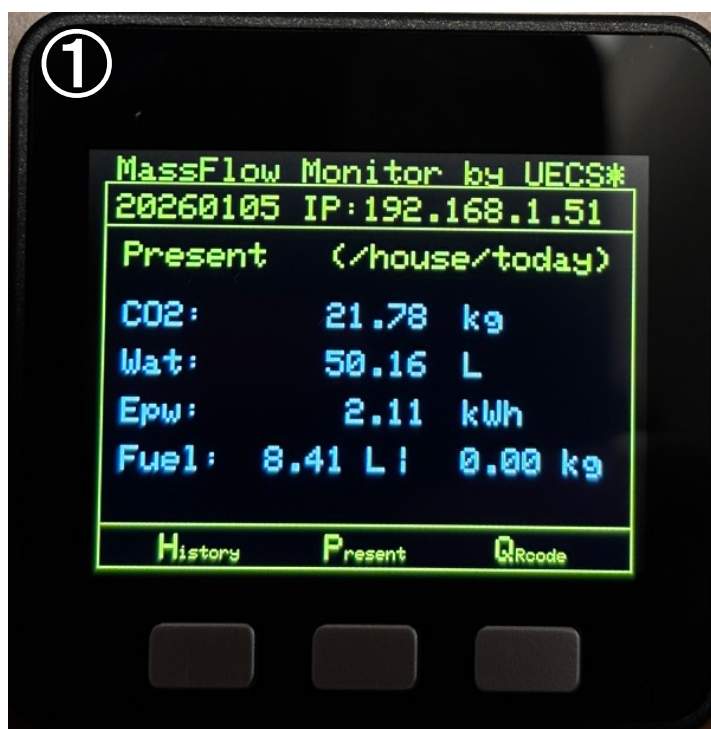 ①
MassFlow Monitor by UECS*
20260105 IP:192.168.1.51
Present (/house/today)
CO2: 21.78 kg
Wat: 50.16 L
Epw: 2.11 kWh
Fuel: 8.41 L¦ 0.00 kg
History Present QRcode